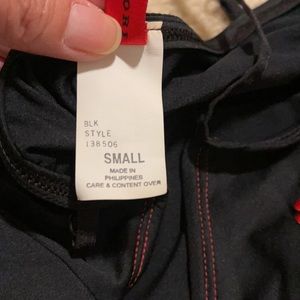 BLK
STYLE
138506
SMALL
MADE IN
PHILIPPINES
CARE & CONTENT OVER